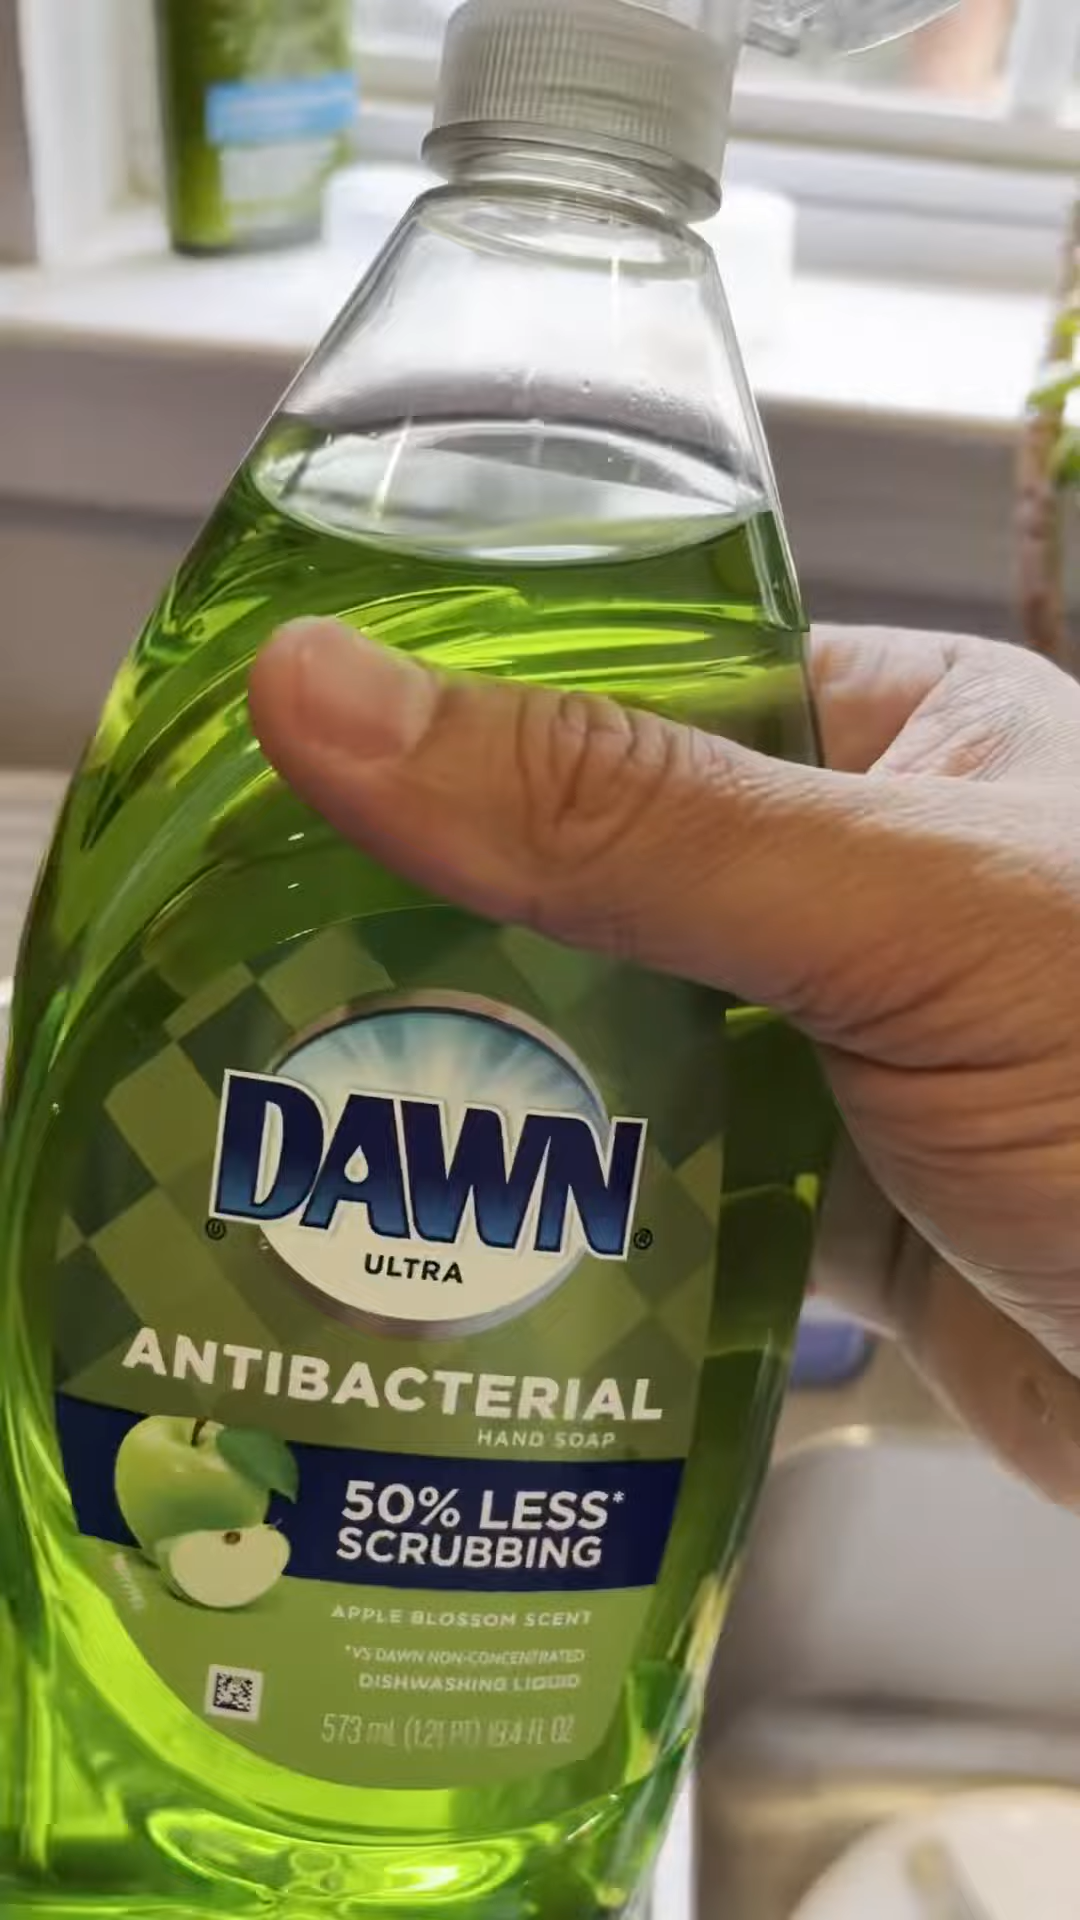 DAWN
U ®
ULTRA
ANTIBACTERIAL
HAND SOAP
50% LESS*
SCRUBBING
APPLE BLOSSOM SCENT
*VS DAWN NON-CONCENTRATED
DISHWASHING LIQUID
573 mL (1.21 PT) 19.4 FL OZ